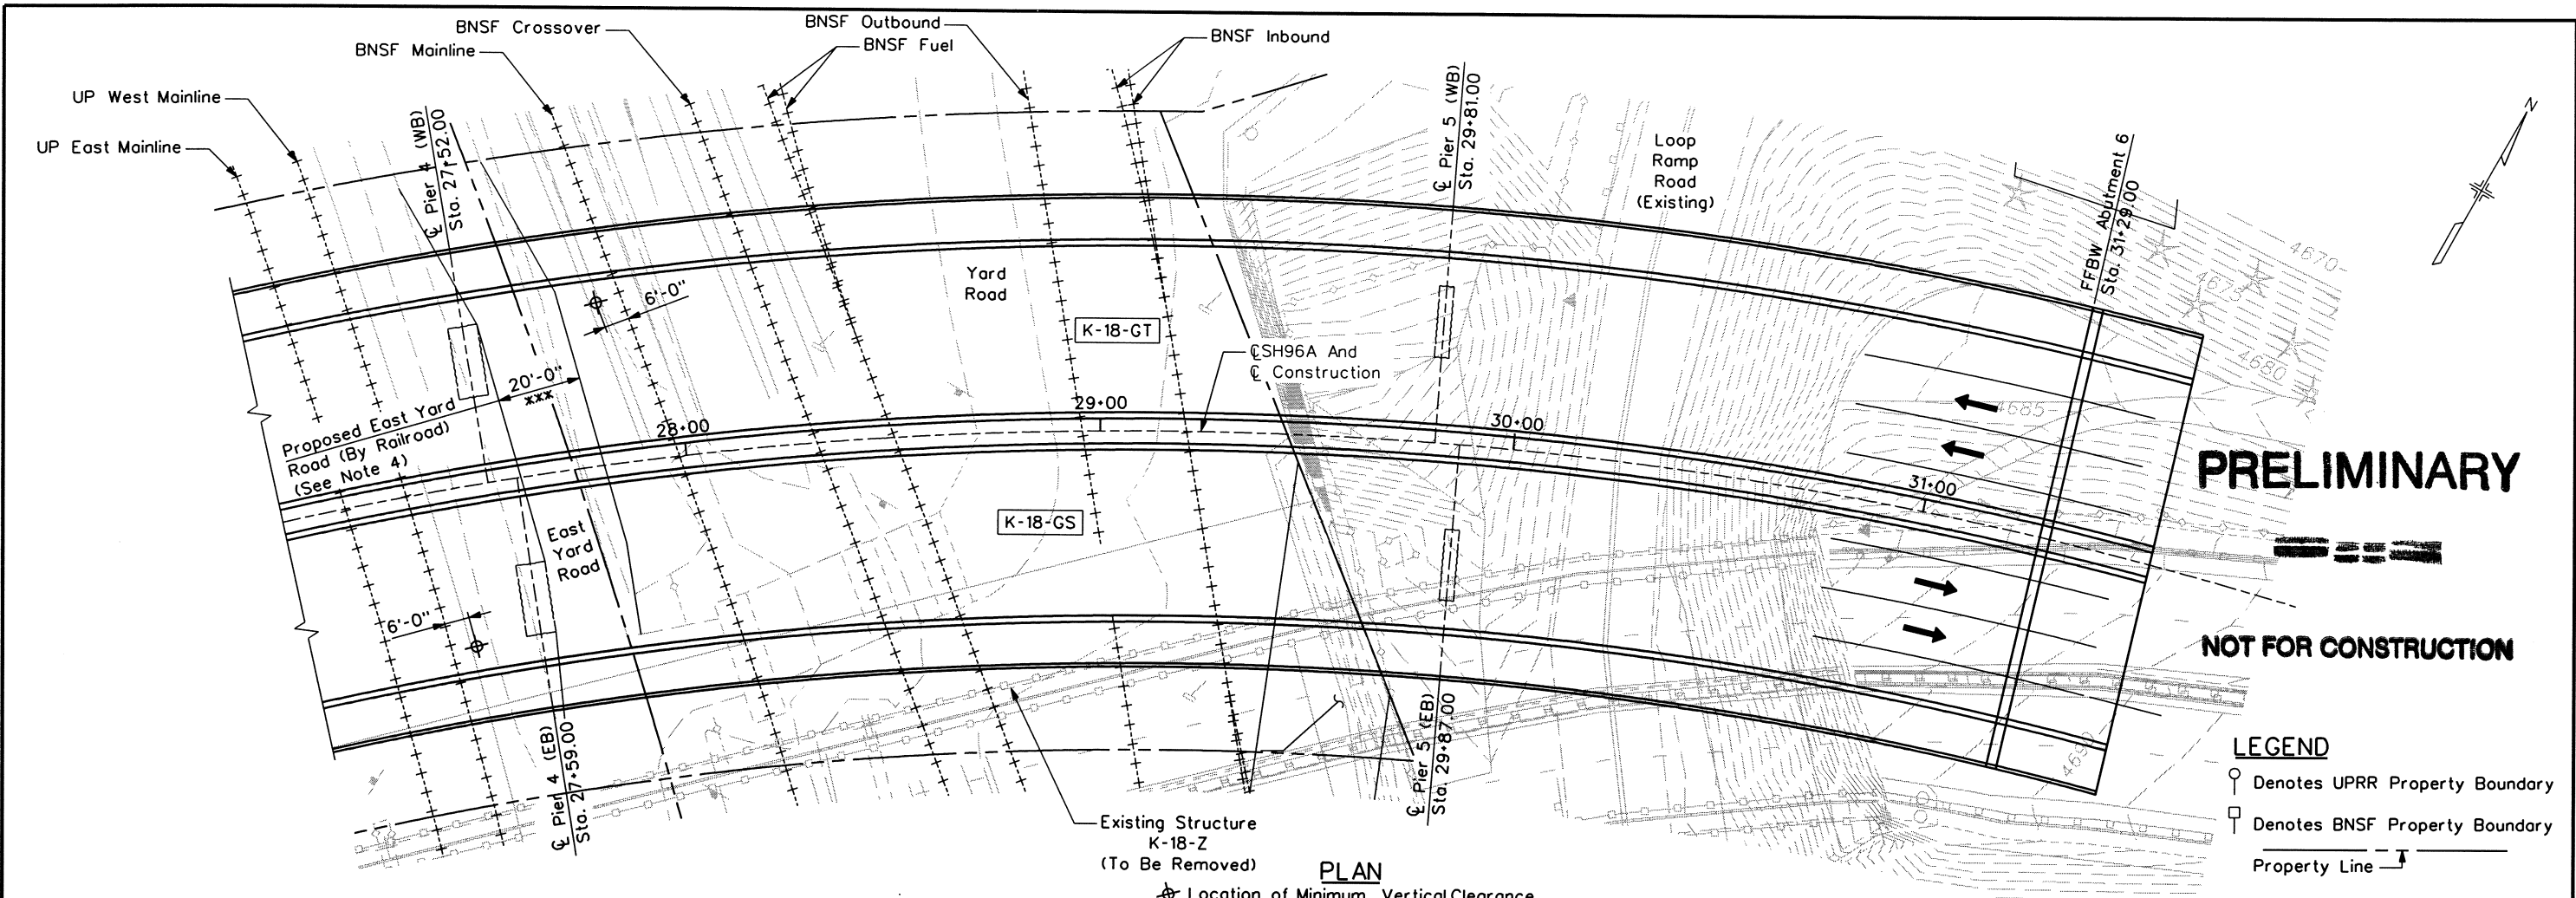 BNSF Crossover
BNSF Outbound
BNSF Mainline
BNSF Fuel
BNSF Inbound
UP West Mainline
UP East Mainline
℄ Pier 4 (WB)
Sta. 27+52.00
℄ Pier 5 (WB)
Sta. 29+81.00
Loop
Ramp
Road
(Existing)
FFBW Abutment 6
Sta. 31+29.00
N
4670
4675
4680
4685
Yard
Road
6'-0"
K-18-GT
℄SH96A And
℄ Construction
20'-0"
***
Proposed East Yard
Road (By Railroad)
(See Note 4)
28+00
29+00
30+00
31+00
PRELIMINARY
K-18-GS
East
Yard
Road
6'-0"
NOT FOR CONSTRUCTION
℄ Pier 4 (EB)
Sta. 27+59.00
℄ Pier 5 (EB)
Sta. 29+87.00
LEGEND
Denotes UPRR Property Boundary
Denotes BNSF Property Boundary
Property Line
Existing Structure
K-18-Z
(To Be Removed)
PLAN
Location of Minimum Vertical Clearance